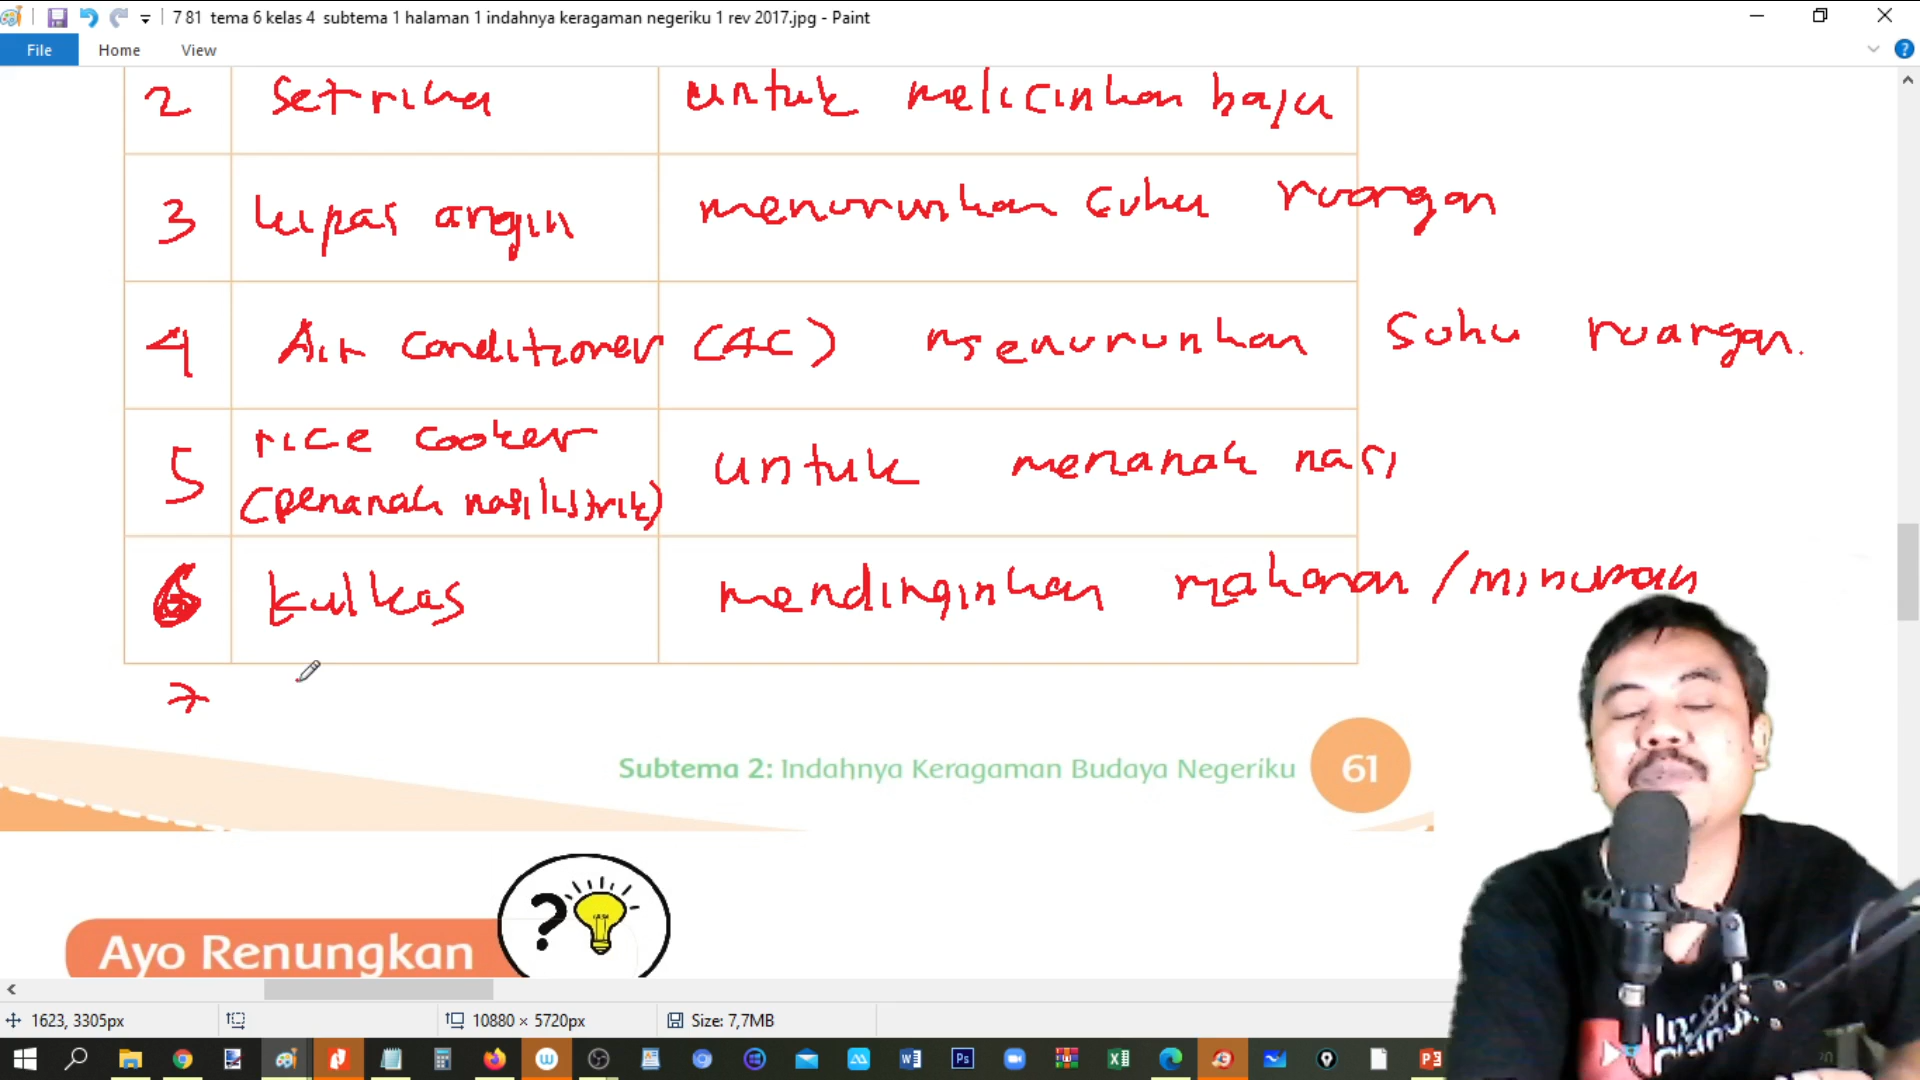 7 81 tema 6 kelas 4 subtema 1 halaman 1 indahnya keragaman negeriku 1 rev 2017.jpg - Paint
File Home View
2 Setrika untuk melicinkan baju
3 kipas angin menurunkan suhu ruangan
4 Air Conditioner (AC) menurunkan suhu ruangan.
5 rice cooker (penanak nasi listrik) untuk menanak nasi
6 kulkas mendinginkan makanan/minuman
7
Subtema 2: Indahnya Keragaman Budaya Negeriku 61
Ayo Renungkan
1623, 3305px 10880 × 5720px Size: 7,7MB